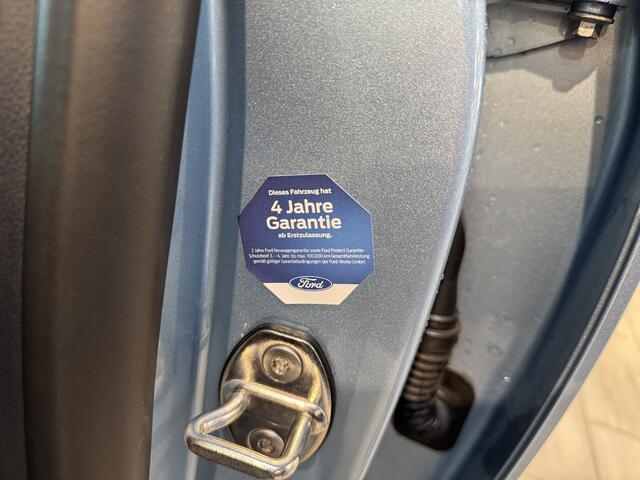 Dieses Fahrzeug hat
4 Jahre
Garantie
ab Erstzulassung.
2 Jahre Ford Neuwagengarantie sowie Ford Protect Garantie-
Schutzbrief 3. - 4. Jahr, bis max. 100.000 km Gesamtfahrleistung
gemäß gültiger Garantiebedingungen der Ford-Werke GmbH.
Ford